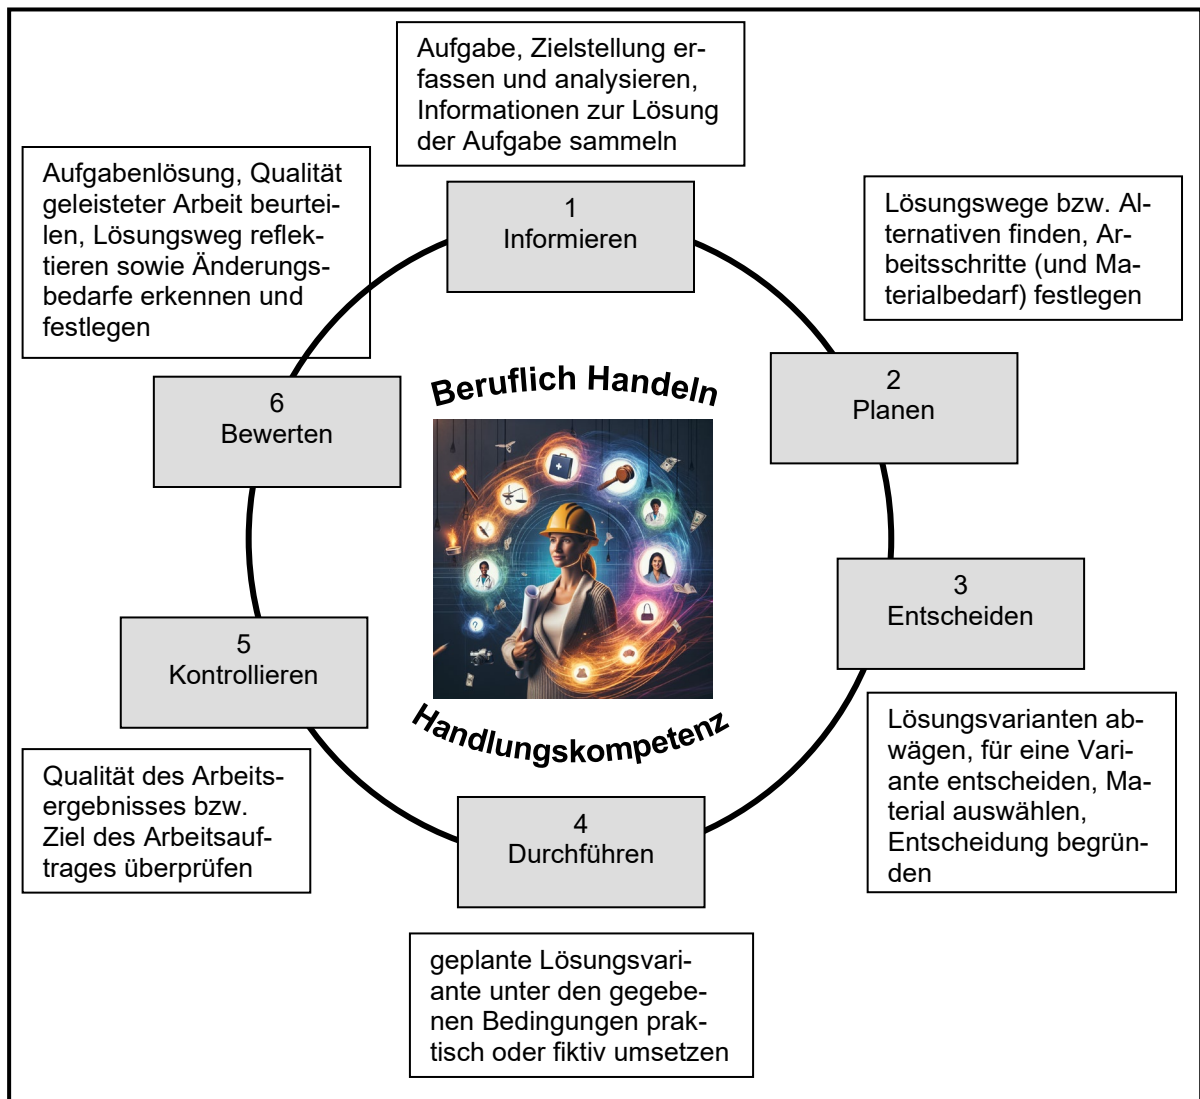 Aufgabe, Zielstellung er-
fassen und analysieren,
Informationen zur Lösung
der Aufgabe sammeln
1
Informieren
Lösungswege bzw. Al-
ternativen finden, Ar-
beitsschritte (und Ma-
terialbedarf) festlegen
2
Planen
3
Entscheiden
Lösungsvarianten ab-
wägen, für eine Vari-
ante entscheiden, Ma-
terial auswählen,
Entscheidung begrün-
den
4
Durchführen
geplante Lösungsvari-
ante unter den gegebe-
nen Bedingungen prak-
tisch oder fiktiv umsetzen
5
Kontrollieren
Qualität des Arbeits-
ergebnisses bzw.
Ziel des Arbeitsauf-
trages überprüfen
6
Bewerten
Aufgabenlösung, Qualität
geleisteter Arbeit beurtei-
len, Lösungsweg reflek-
tieren sowie Änderungs-
bedarfe erkennen und
festlegen
Beruflich Handeln
?
Handlungskompetenz